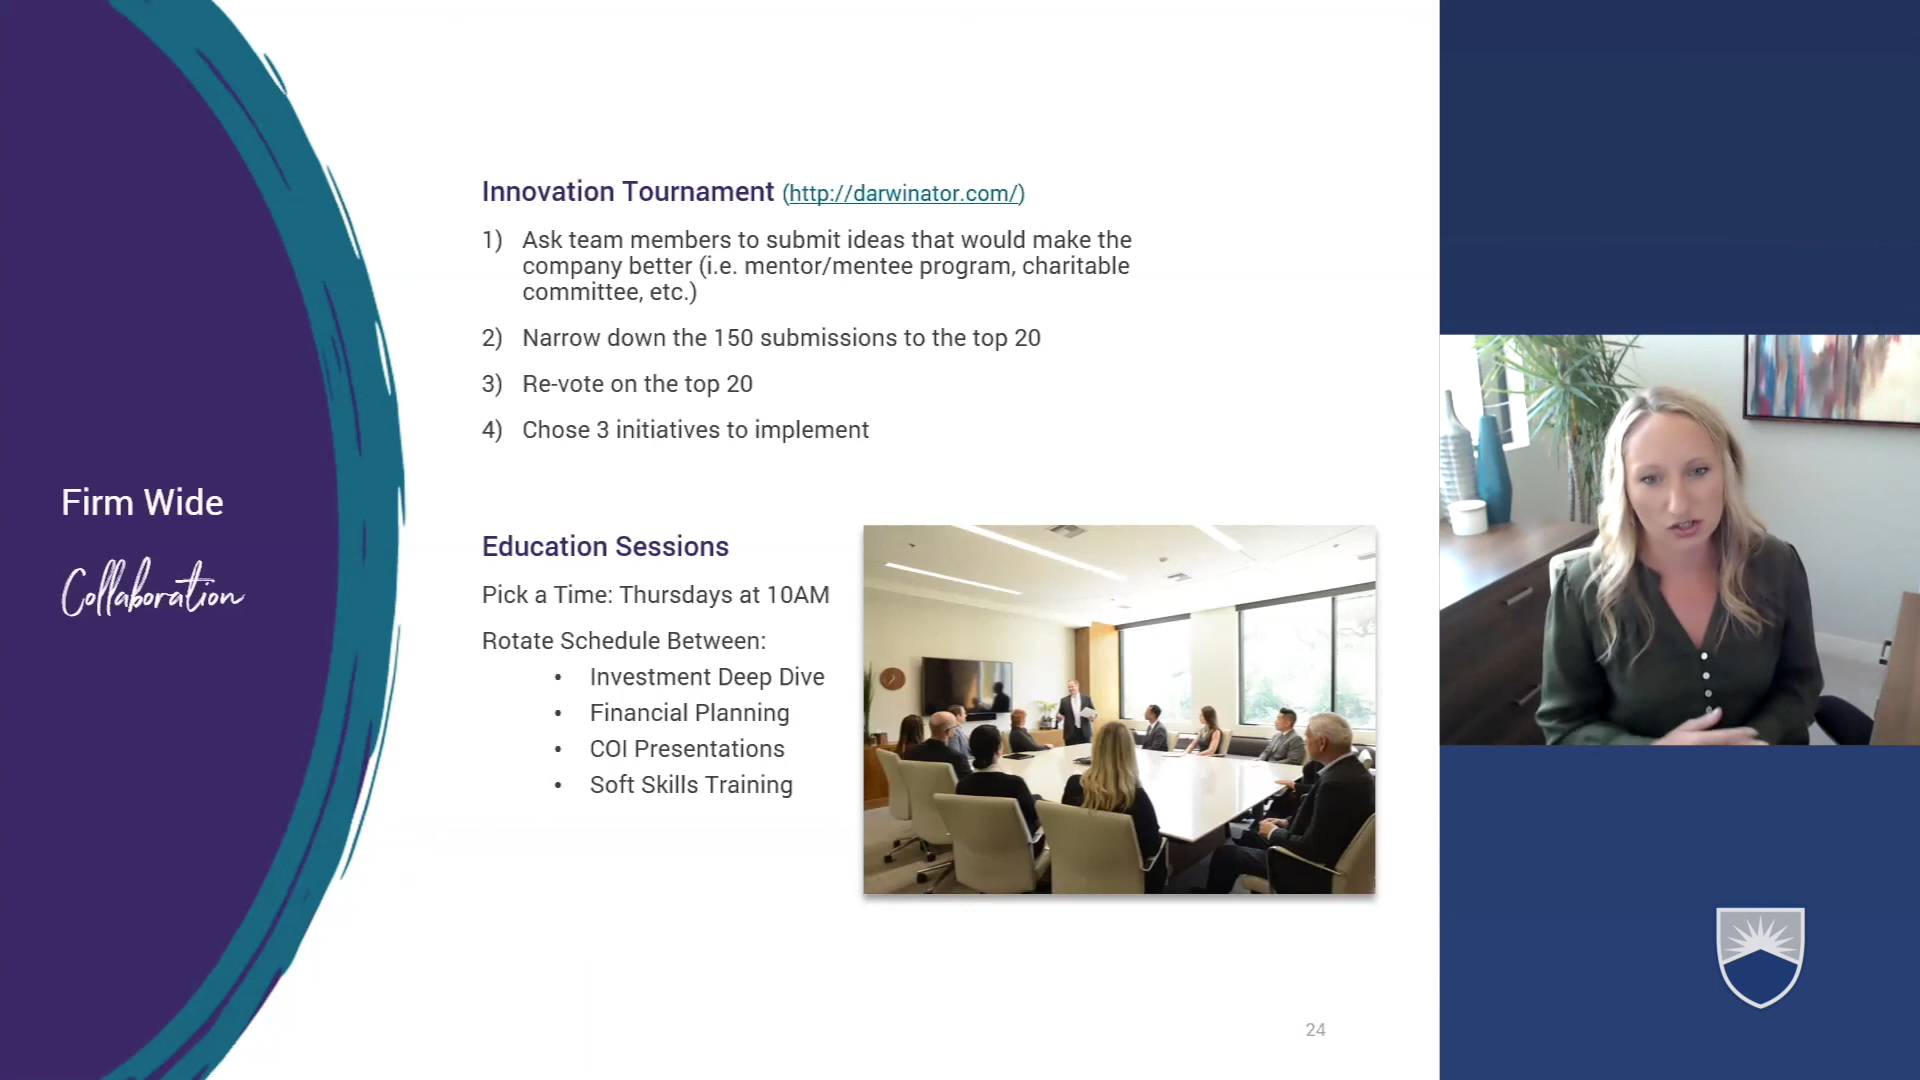 Firm Wide
Collaboration
Innovation Tournament (http://darwinator.com/)
1) Ask team members to submit ideas that would make the
company better (i.e. mentor/mentee program, charitable
committee, etc.)
2) Narrow down the 150 submissions to the top 20
3) Re-vote on the top 20
4) Chose 3 initiatives to implement
Education Sessions
Pick a Time: Thursdays at 10AM
Rotate Schedule Between:
• Investment Deep Dive
• Financial Planning
• COI Presentations
• Soft Skills Training
24